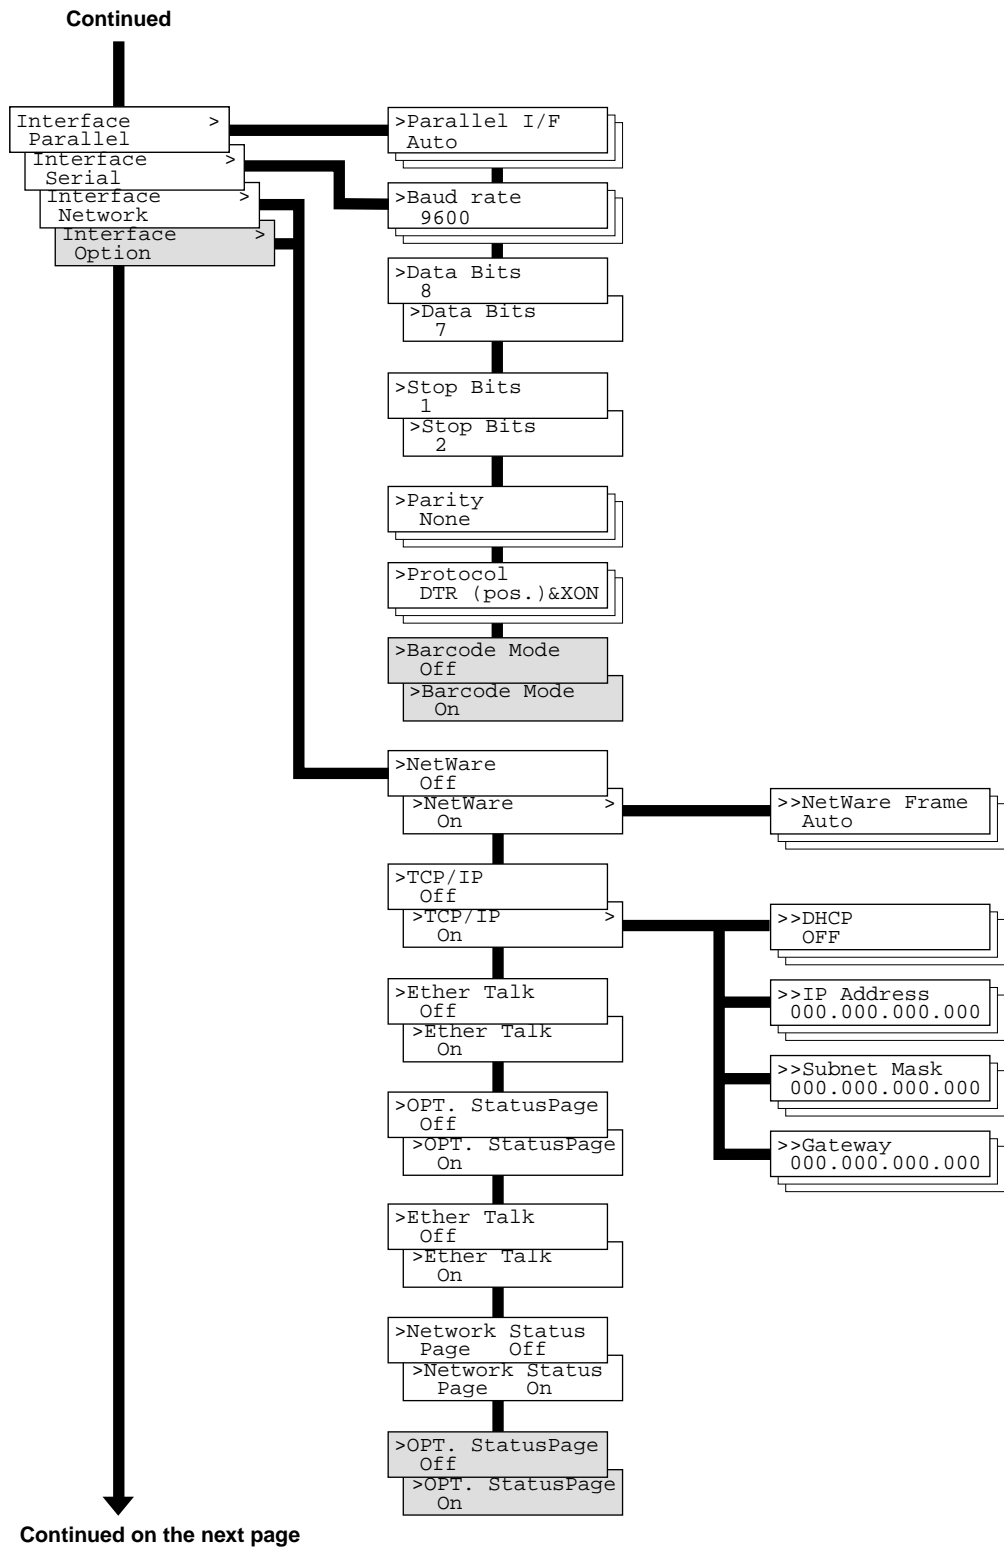 Continued
Interface >
Parallel
Interface >
Serial
Interface >
Network
Interface >
Option
>Parallel I/F
Auto
>Baud rate
9600
>Data Bits
8
>Data Bits
7
>Stop Bits
1
>Stop Bits
2
>Parity
None
>Protocol
DTR (pos.)&XON
>Barcode Mode
Off
>Barcode Mode
On
>NetWare
Off
>NetWare >
On
>>NetWare Frame
Auto
>TCP/IP
Off
>TCP/IP >
On
>>DHCP
OFF
>>IP Address
000.000.000.000
>>Subnet Mask
000.000.000.000
>>Gateway
000.000.000.000
>Ether Talk
Off
>Ether Talk
On
>OPT. StatusPage
Off
>OPT. StatusPage
On
>Ether Talk
Off
>Ether Talk
On
>Network Status
Page Off
>Network Status
Page On
>OPT. StatusPage
Off
>OPT. StatusPage
On
Continued on the next page